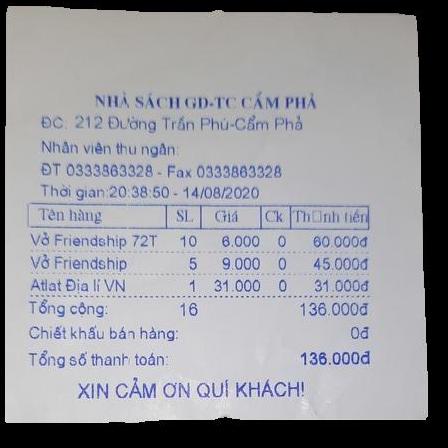 NHÀ SÁCH GD-TC CẨM PHẢ
ĐC. 212 Đường Trần Phú-Cẩm Phả
Nhân viên thu ngân:
ĐT 0333863328 - Fax 0333863328
Thời gian:20:38:50 - 14/08/2020
Tên hàng SL Giá Ck Th□nh tiền
Vở Friendship 72T 10 6.000 0 60.000đ
Vở Friendship 5 9.000 0 45.000đ
Atlat Địa lí VN 1 31.000 0 31.000đ
Tổng cộng: 16 136.000đ
Chiết khấu bán hàng: 0đ
Tổng số thanh toán: 136.000đ
XIN CẢM ƠN QUÍ KHÁCH!